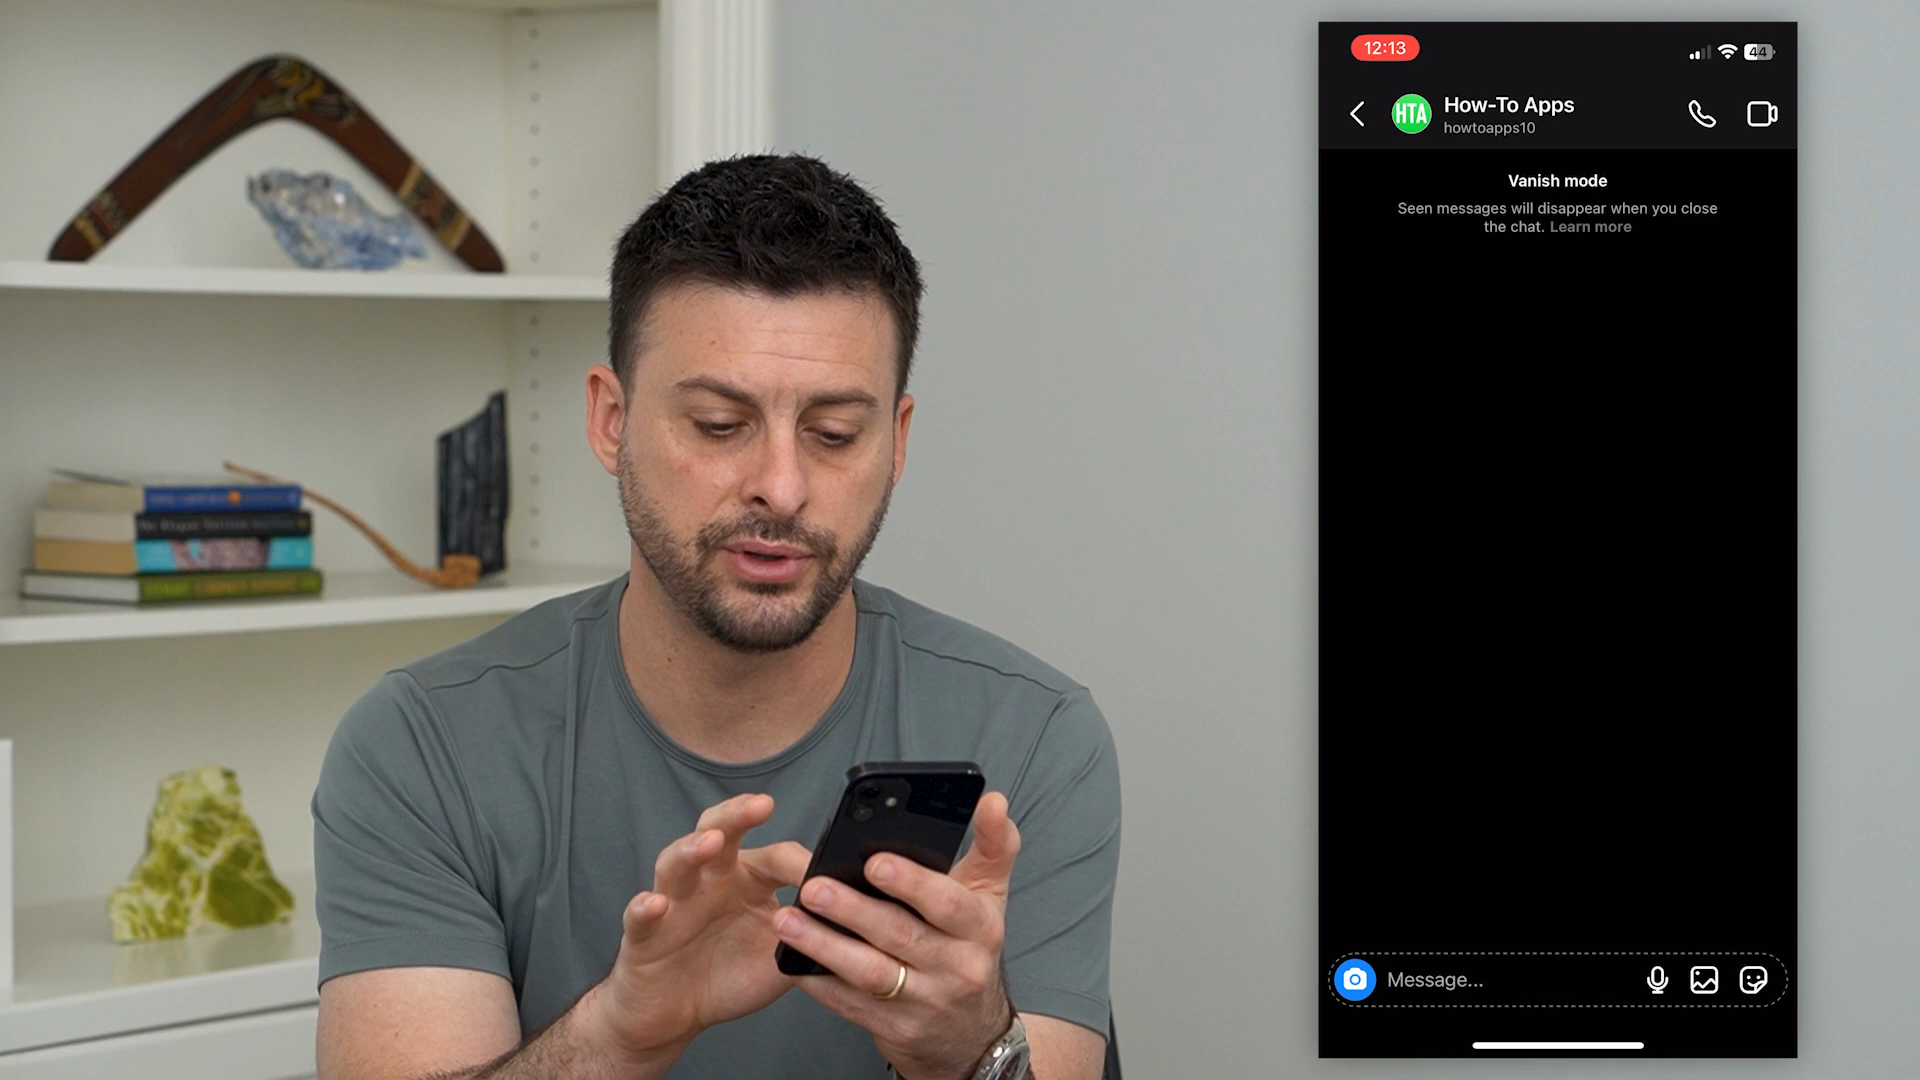 12:13
44
HTA
How-To Apps
howtoapps10
Vanish mode
Seen messages will disappear when you close
the chat. Learn more
Message...